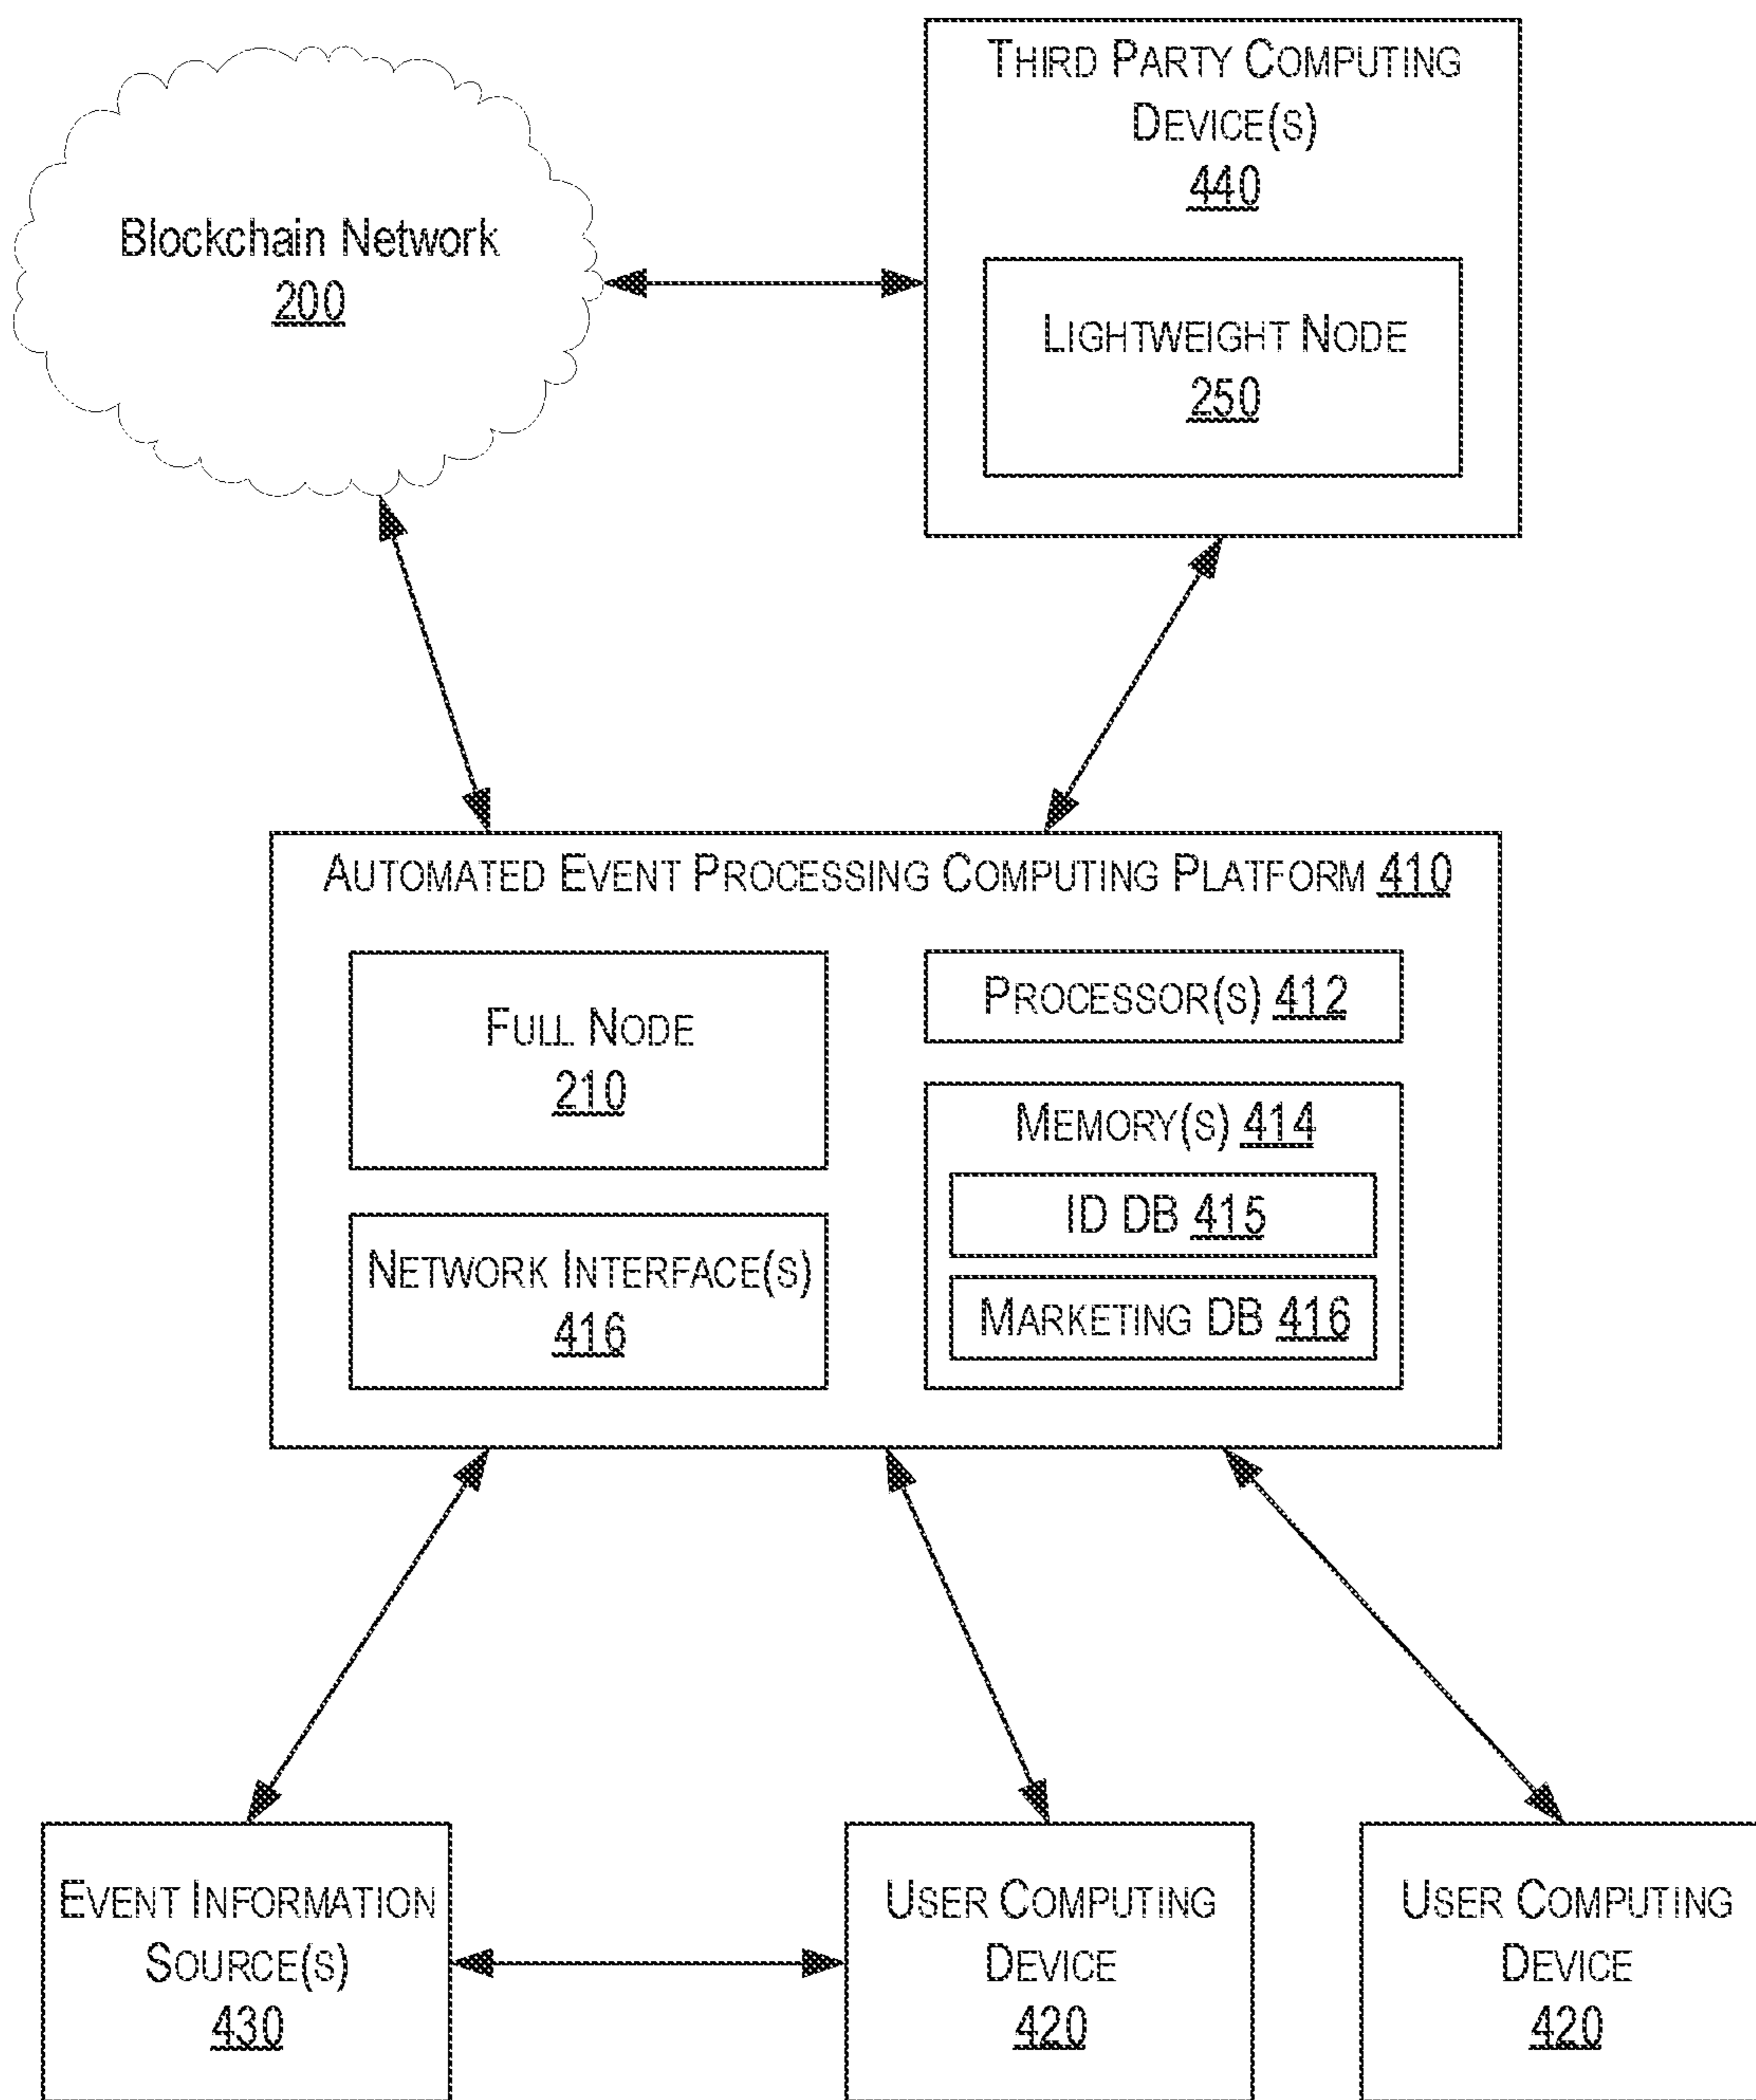 Blockchain Network
200
THIRD PARTY COMPUTING
DEVICE(S)
440
LIGHTWEIGHT NODE
250
AUTOMATED EVENT PROCESSING COMPUTING PLATFORM 410
FULL NODE
210
PROCESSOR(S) 412
MEMORY(S) 414
ID DB 415
MARKETING DB 416
NETWORK INTERFACE(S)
416
EVENT INFORMATION
SOURCE(S)
430
USER COMPUTING
DEVICE
420
USER COMPUTING
DEVICE
420